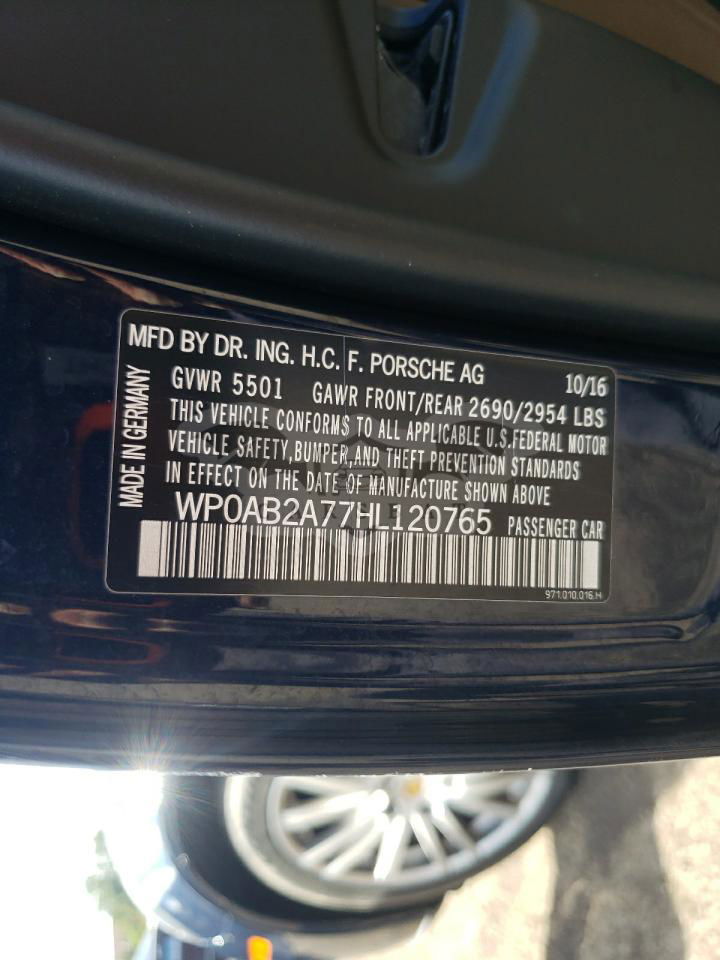 MFD BY DR. ING. H.C. F. PORSCHE AG 10/16
MADE IN GERMANY
GVWR 5501 GAWR FRONT/REAR 2690/2954 LBS
THIS VEHICLE CONFORMS TO ALL APPLICABLE U.S.FEDERAL MOTOR
VEHICLE SAFETY,BUMPER,AND THEFT PREVENTION STANDARDS
IN EFFECT ON THE DATE OF MANUFACTURE SHOWN ABOVE
WP0AB2A77HL120765 PASSENGER CAR
971.010.016.H